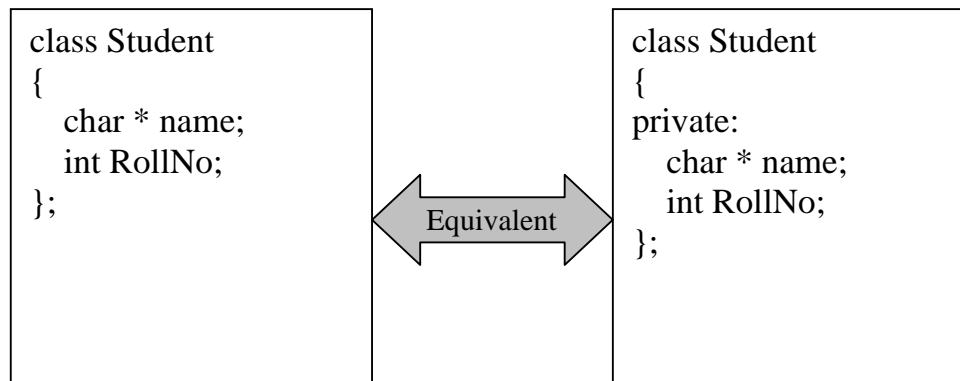 class Student
{
char * name;
int RollNo;
};
Equivalent
class Student
{
private:
char * name;
int RollNo;
};